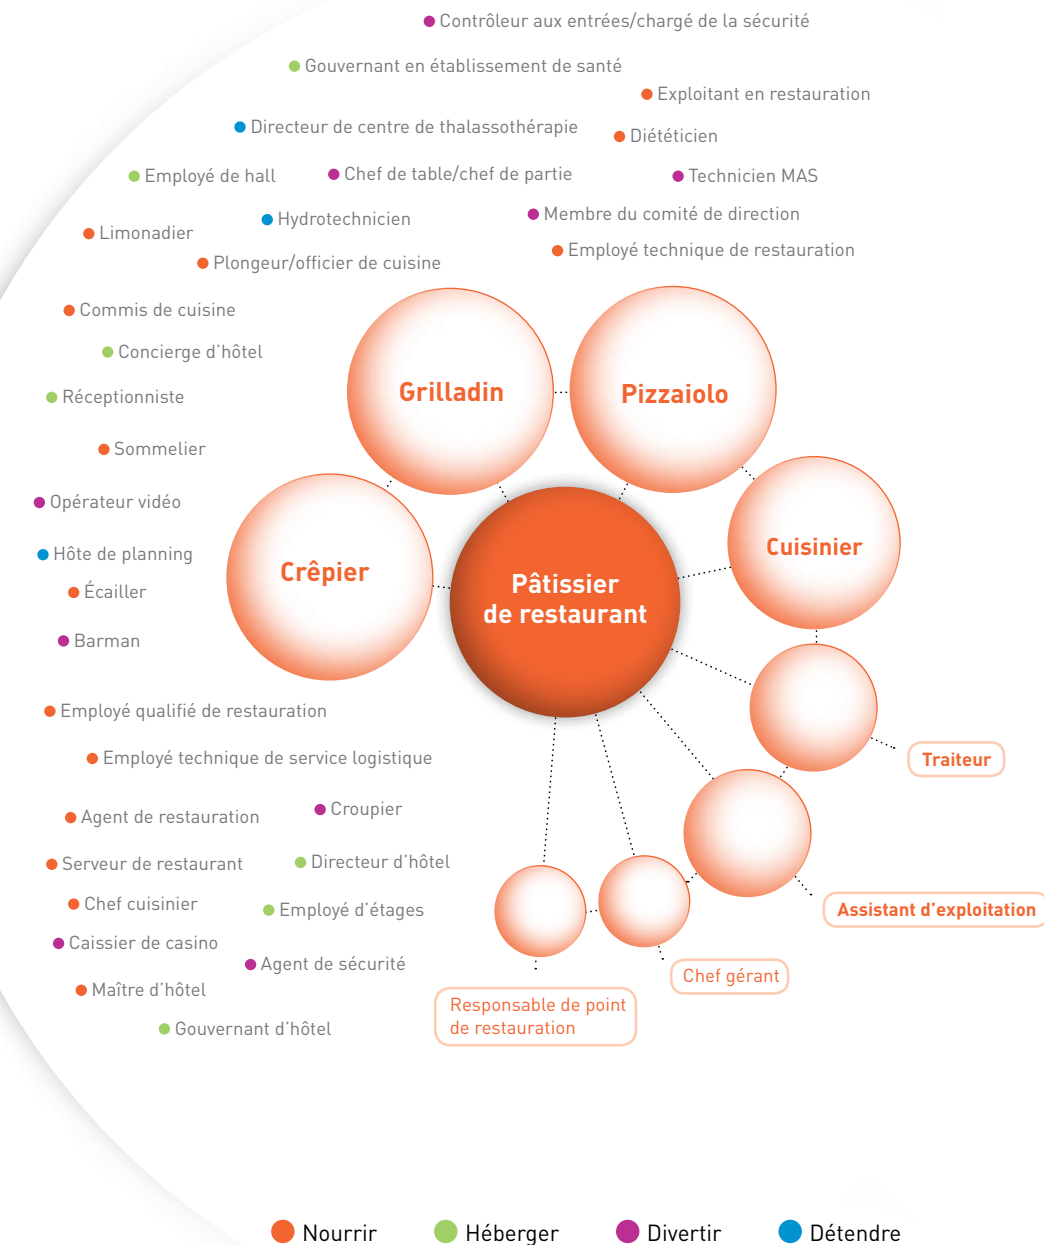 Contrôleur aux entrées/chargé de la sécurité
Gouvernant en établissement de santé
Exploitant en restauration
Directeur de centre de thalassothérapie
Diététicien
Employé de hall
Chef de table/chef de partie
Technicien MAS
Membre du comité de direction
Hydrotechnicien
Limonadier
Employé technique de restauration
Plongeur/officier de cuisine
Commis de cuisine
Concierge d'hôtel
Grilladin
Pizzaiolo
Réceptionniste
Sommelier
Opérateur vidéo
Cuisinier
Hôte de planning
Crêpier
Pâtissier
de restaurant
Écailler
Barman
Employé qualifié de restauration
Employé technique de service logistique
Traiteur
Croupier
Agent de restauration
Directeur d'hôtel
Serveur de restaurant
Chef cuisinier
Employé d'étages
Assistant d'exploitation
Caissier de casino
Agent de sécurité
Chef gérant
Maître d'hôtel
Responsable de point
de restauration
Gouvernant d'hôtel
Nourrir
Héberger
Divertir
Détendre